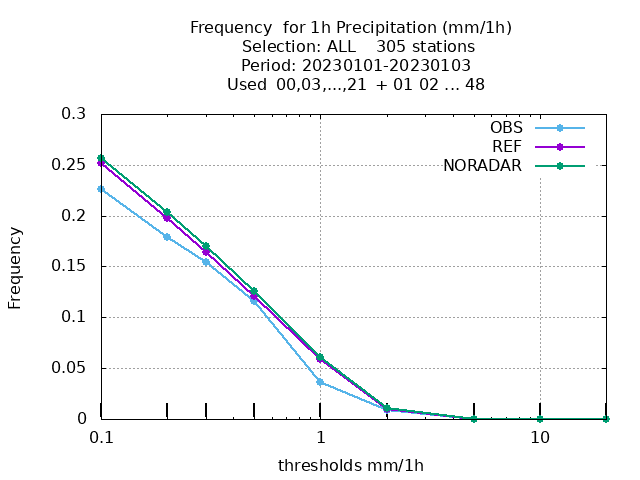 Frequency  for 1h Precipitation (mm/1h)
Selection: ALL    305 stations
Period: 20230101-20230103
Used  00,03,...,21  + 01 02 ... 48
OBS
REF
NORADAR
0.3
0.25
0.2
0.15
0.1
0.05
0
Frequency
0.1 1 10
thresholds mm/1h